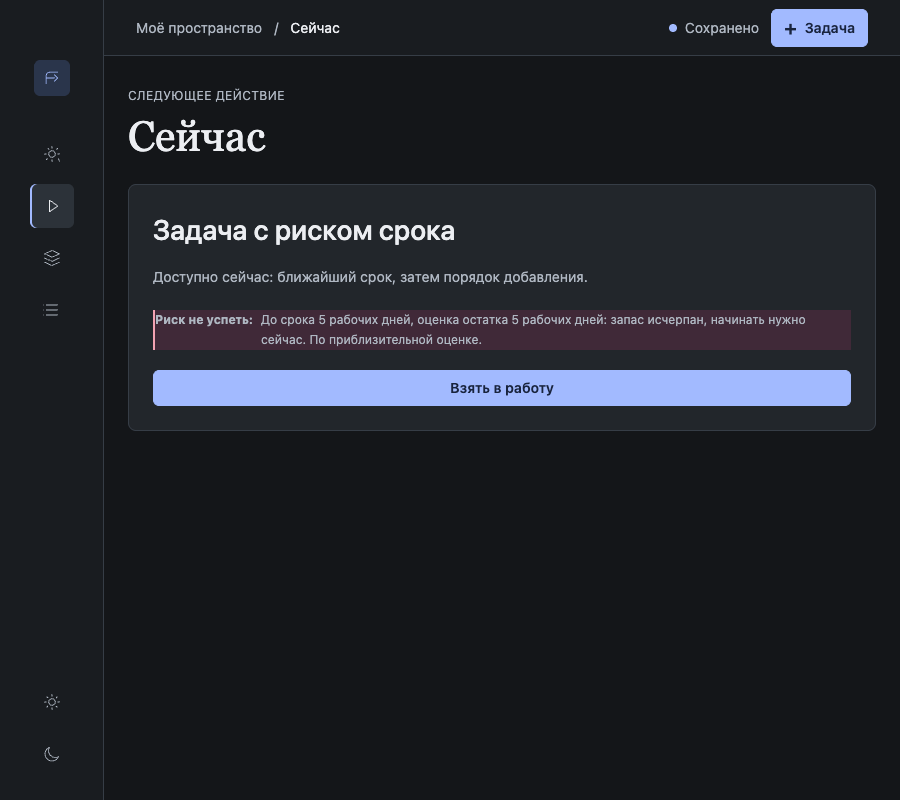 Моё пространство / Сейчас
Сохранено
+ Задача
СЛЕДУЮЩЕЕ ДЕЙСТВИЕ
Сейчас
Задача с риском срока
Доступно сейчас: ближайший срок, затем порядок добавления.
Риск не успеть: До срока 5 рабочих дней, оценка остатка 5 рабочих дней: запас исчерпан, начинать нужно
сейчас. По приблизительной оценке.
Взять в работу